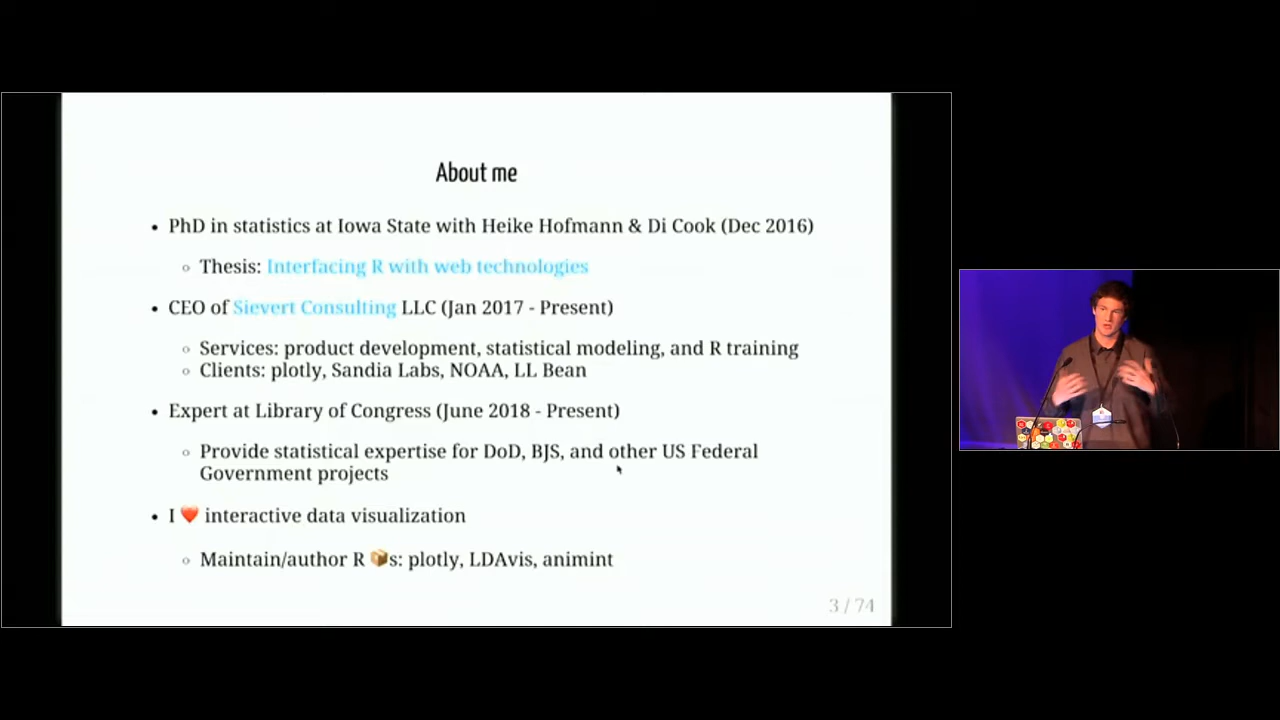 About me
• PhD in statistics at Iowa State with Heike Hofmann & Di Cook (Dec 2016)
◦ Thesis: Interfacing R with web technologies
• CEO of Sievert Consulting LLC (Jan 2017 - Present)
◦ Services: product development, statistical modeling, and R training
◦ Clients: plotly, Sandia Labs, NOAA, LL Bean
• Expert at Library of Congress (June 2018 - Present)
◦ Provide statistical expertise for DoD, BJS, and other US Federal
Government projects
• I ❤️ interactive data visualization
◦ Maintain/author R 📦s: plotly, LDAvis, animint
3 / 74